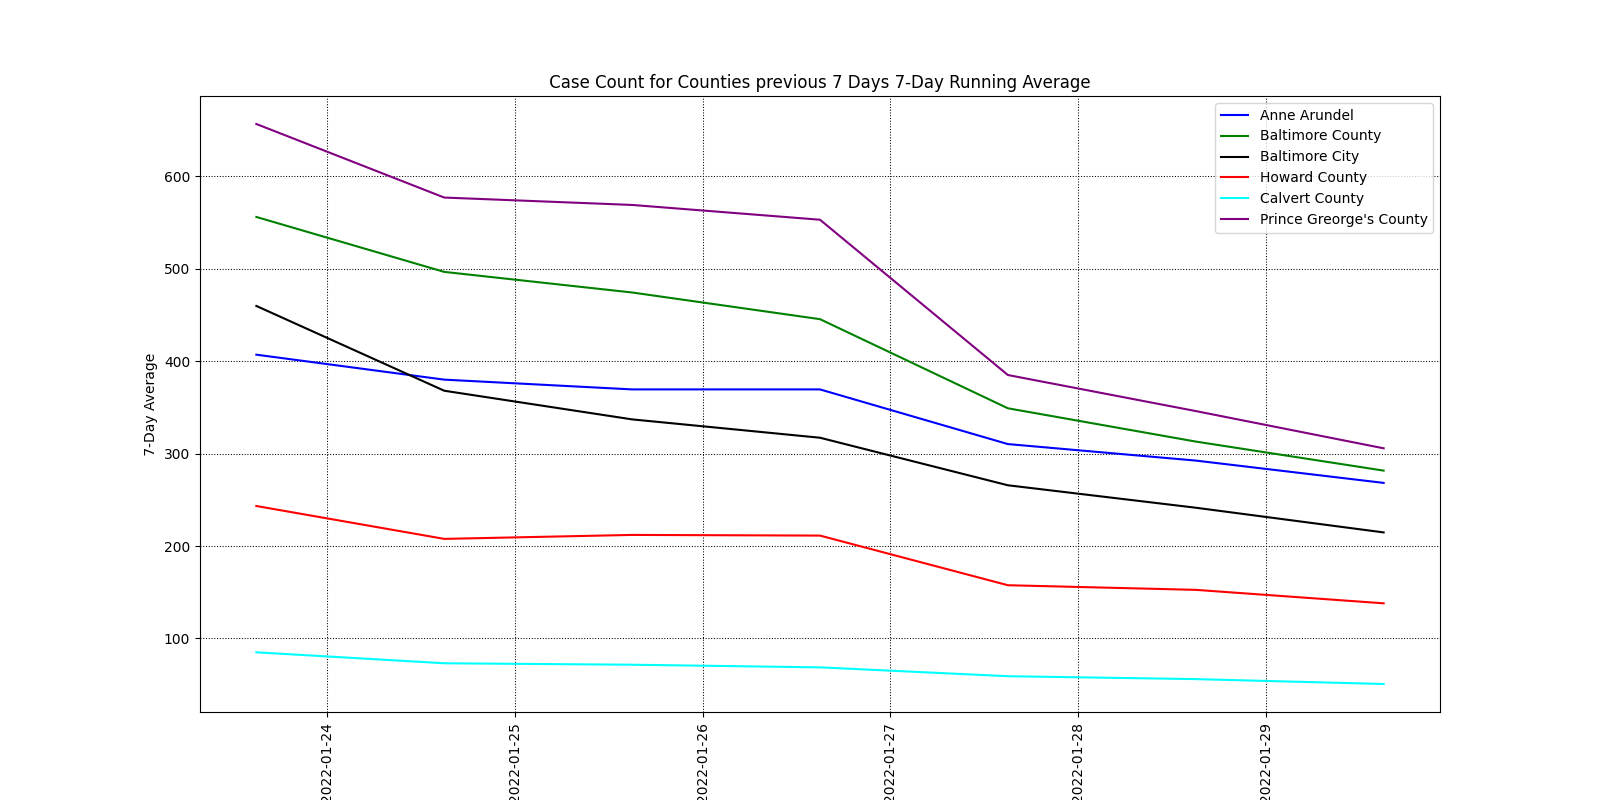 Case Count for Counties previous 7 Days 7-Day Running Average
Anne Arundel
Baltimore County
Baltimore City
Howard County
Calvert County
Prince Greorge's County
7-Day Average
600
500
400
300
200
100
2022-01-24
2022-01-25
2022-01-26
2022-01-27
2022-01-28
2022-01-29